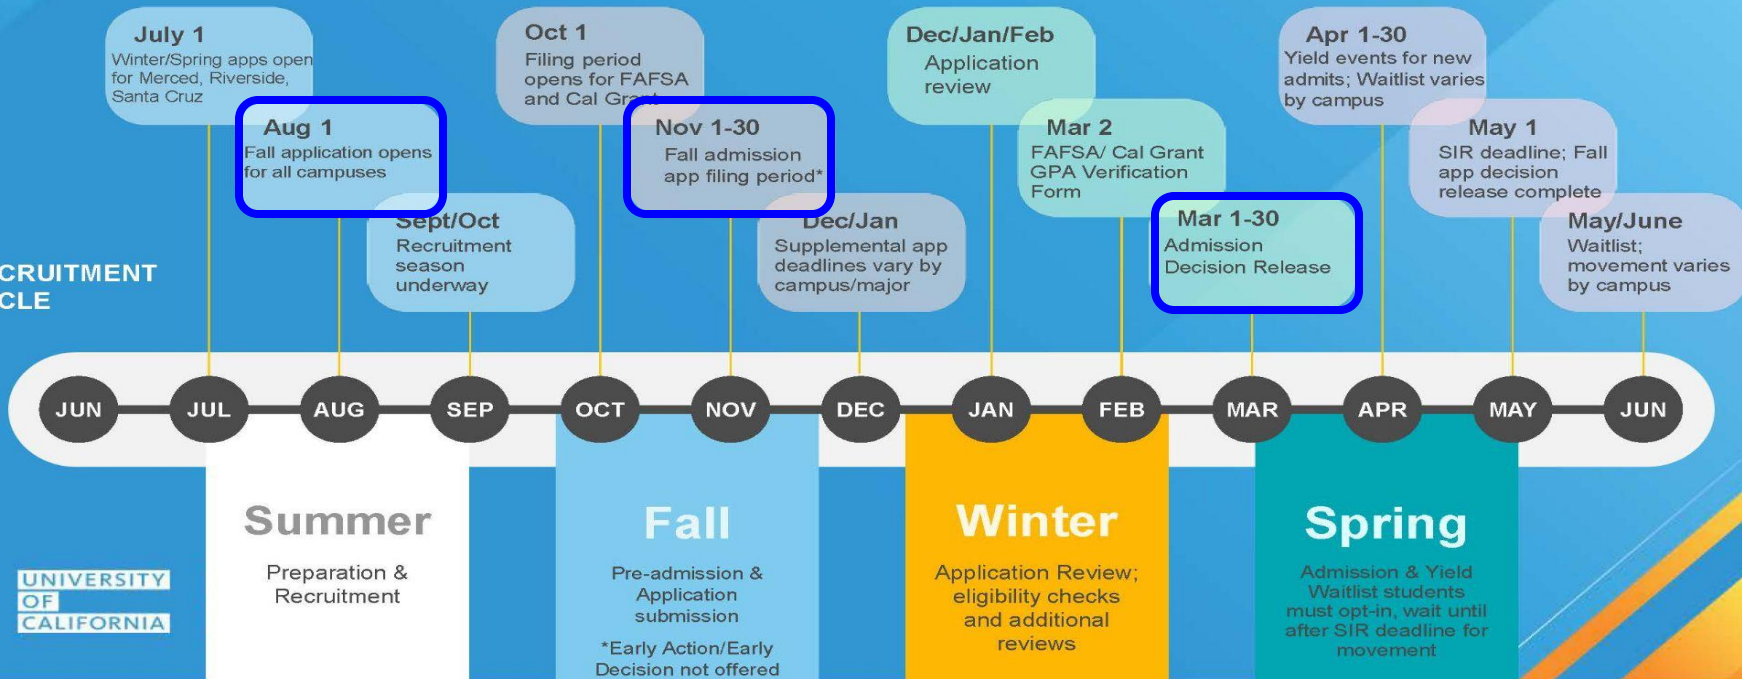 July 1
Winter/Spring apps open
for Merced, Riverside,
Santa Cruz
Aug 1
Fall application opens
for all campuses
Sept/Oct
Recruitment
season
underway
Oct 1
Filing period
opens for FAFSA
and Cal Grant
Nov 1-30
Fall admission
app filing period*
Dec/Jan
Supplemental app
deadlines vary by
campus/major
Dec/Jan/Feb
Application
review
Mar 2
FAFSA/ Cal Grant
GPA Verification
Form
Mar 1-30
Admission
Decision Release
Apr 1-30
Yield events for new
admits; Waitlist varies
by campus
May 1
SIR deadline; Fall
app decision
release complete
May/June
Waitlist;
movement varies
by campus
CRUITMENT
CLE
JUN JUL AUG SEP OCT NOV DEC JAN FEB MAR APR MAY JUN
Summer
Preparation &
Recruitment
Fall
Pre-admission &
Application
submission
*Early Action/Early
Decision not offered
Winter
Application Review;
eligibility checks
and additional
reviews
Spring
Admission & Yield
Waitlist students
must opt-in, wait until
after SIR deadline for
movement
UNIVERSITY
OF
CALIFORNIA